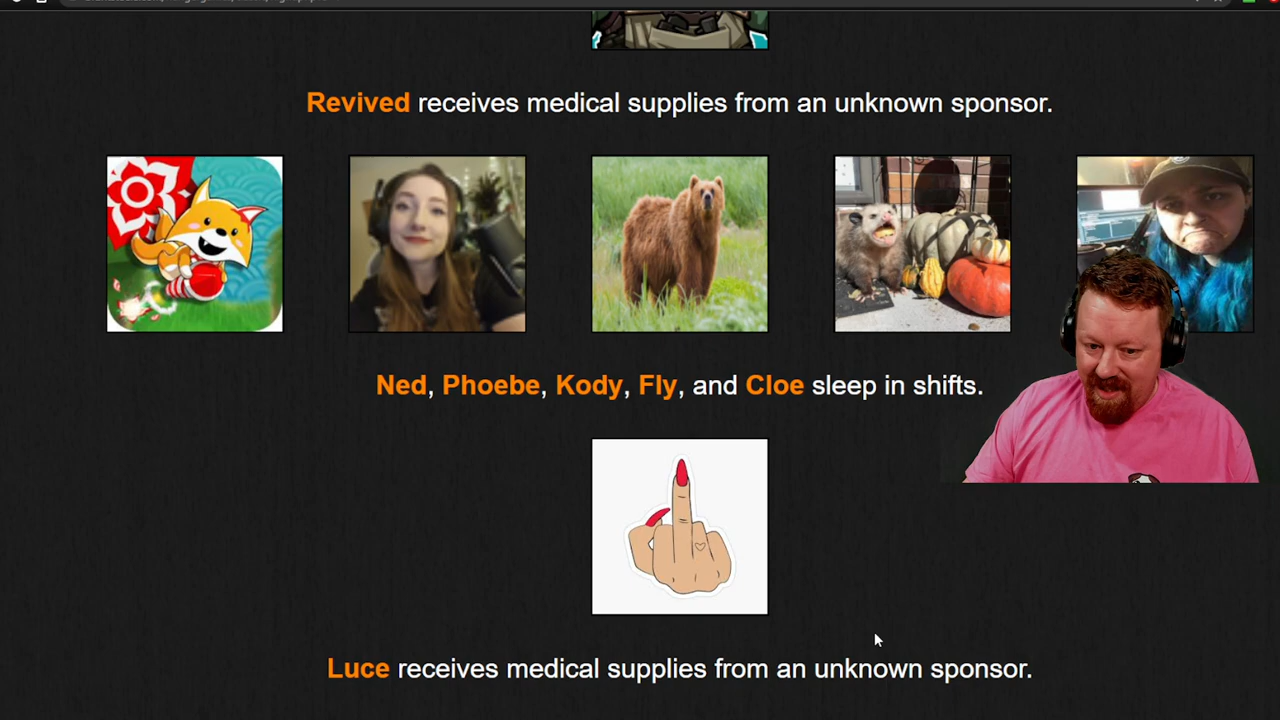 Revived receives medical supplies from an unknown sponsor.
Ned, Phoebe, Kody, Fly, and Cloe sleep in shifts.
Luce receives medical supplies from an unknown sponsor.